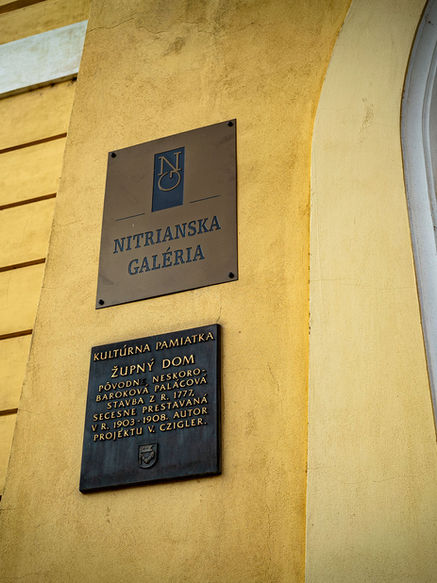 NG
NITRIANSKA
GALÉRIA
KULTÚRNA PAMIATKA
ŽUPNÝ DOM
PÔVODNE NESKORO-
BAROKOVÁ PALÁCOVÁ
STAVBA Z R. 1777,
SECESNE PRESTAVANÁ
V R. 1903-1908. AUTOR
PROJEKTU V. CZIGLER.